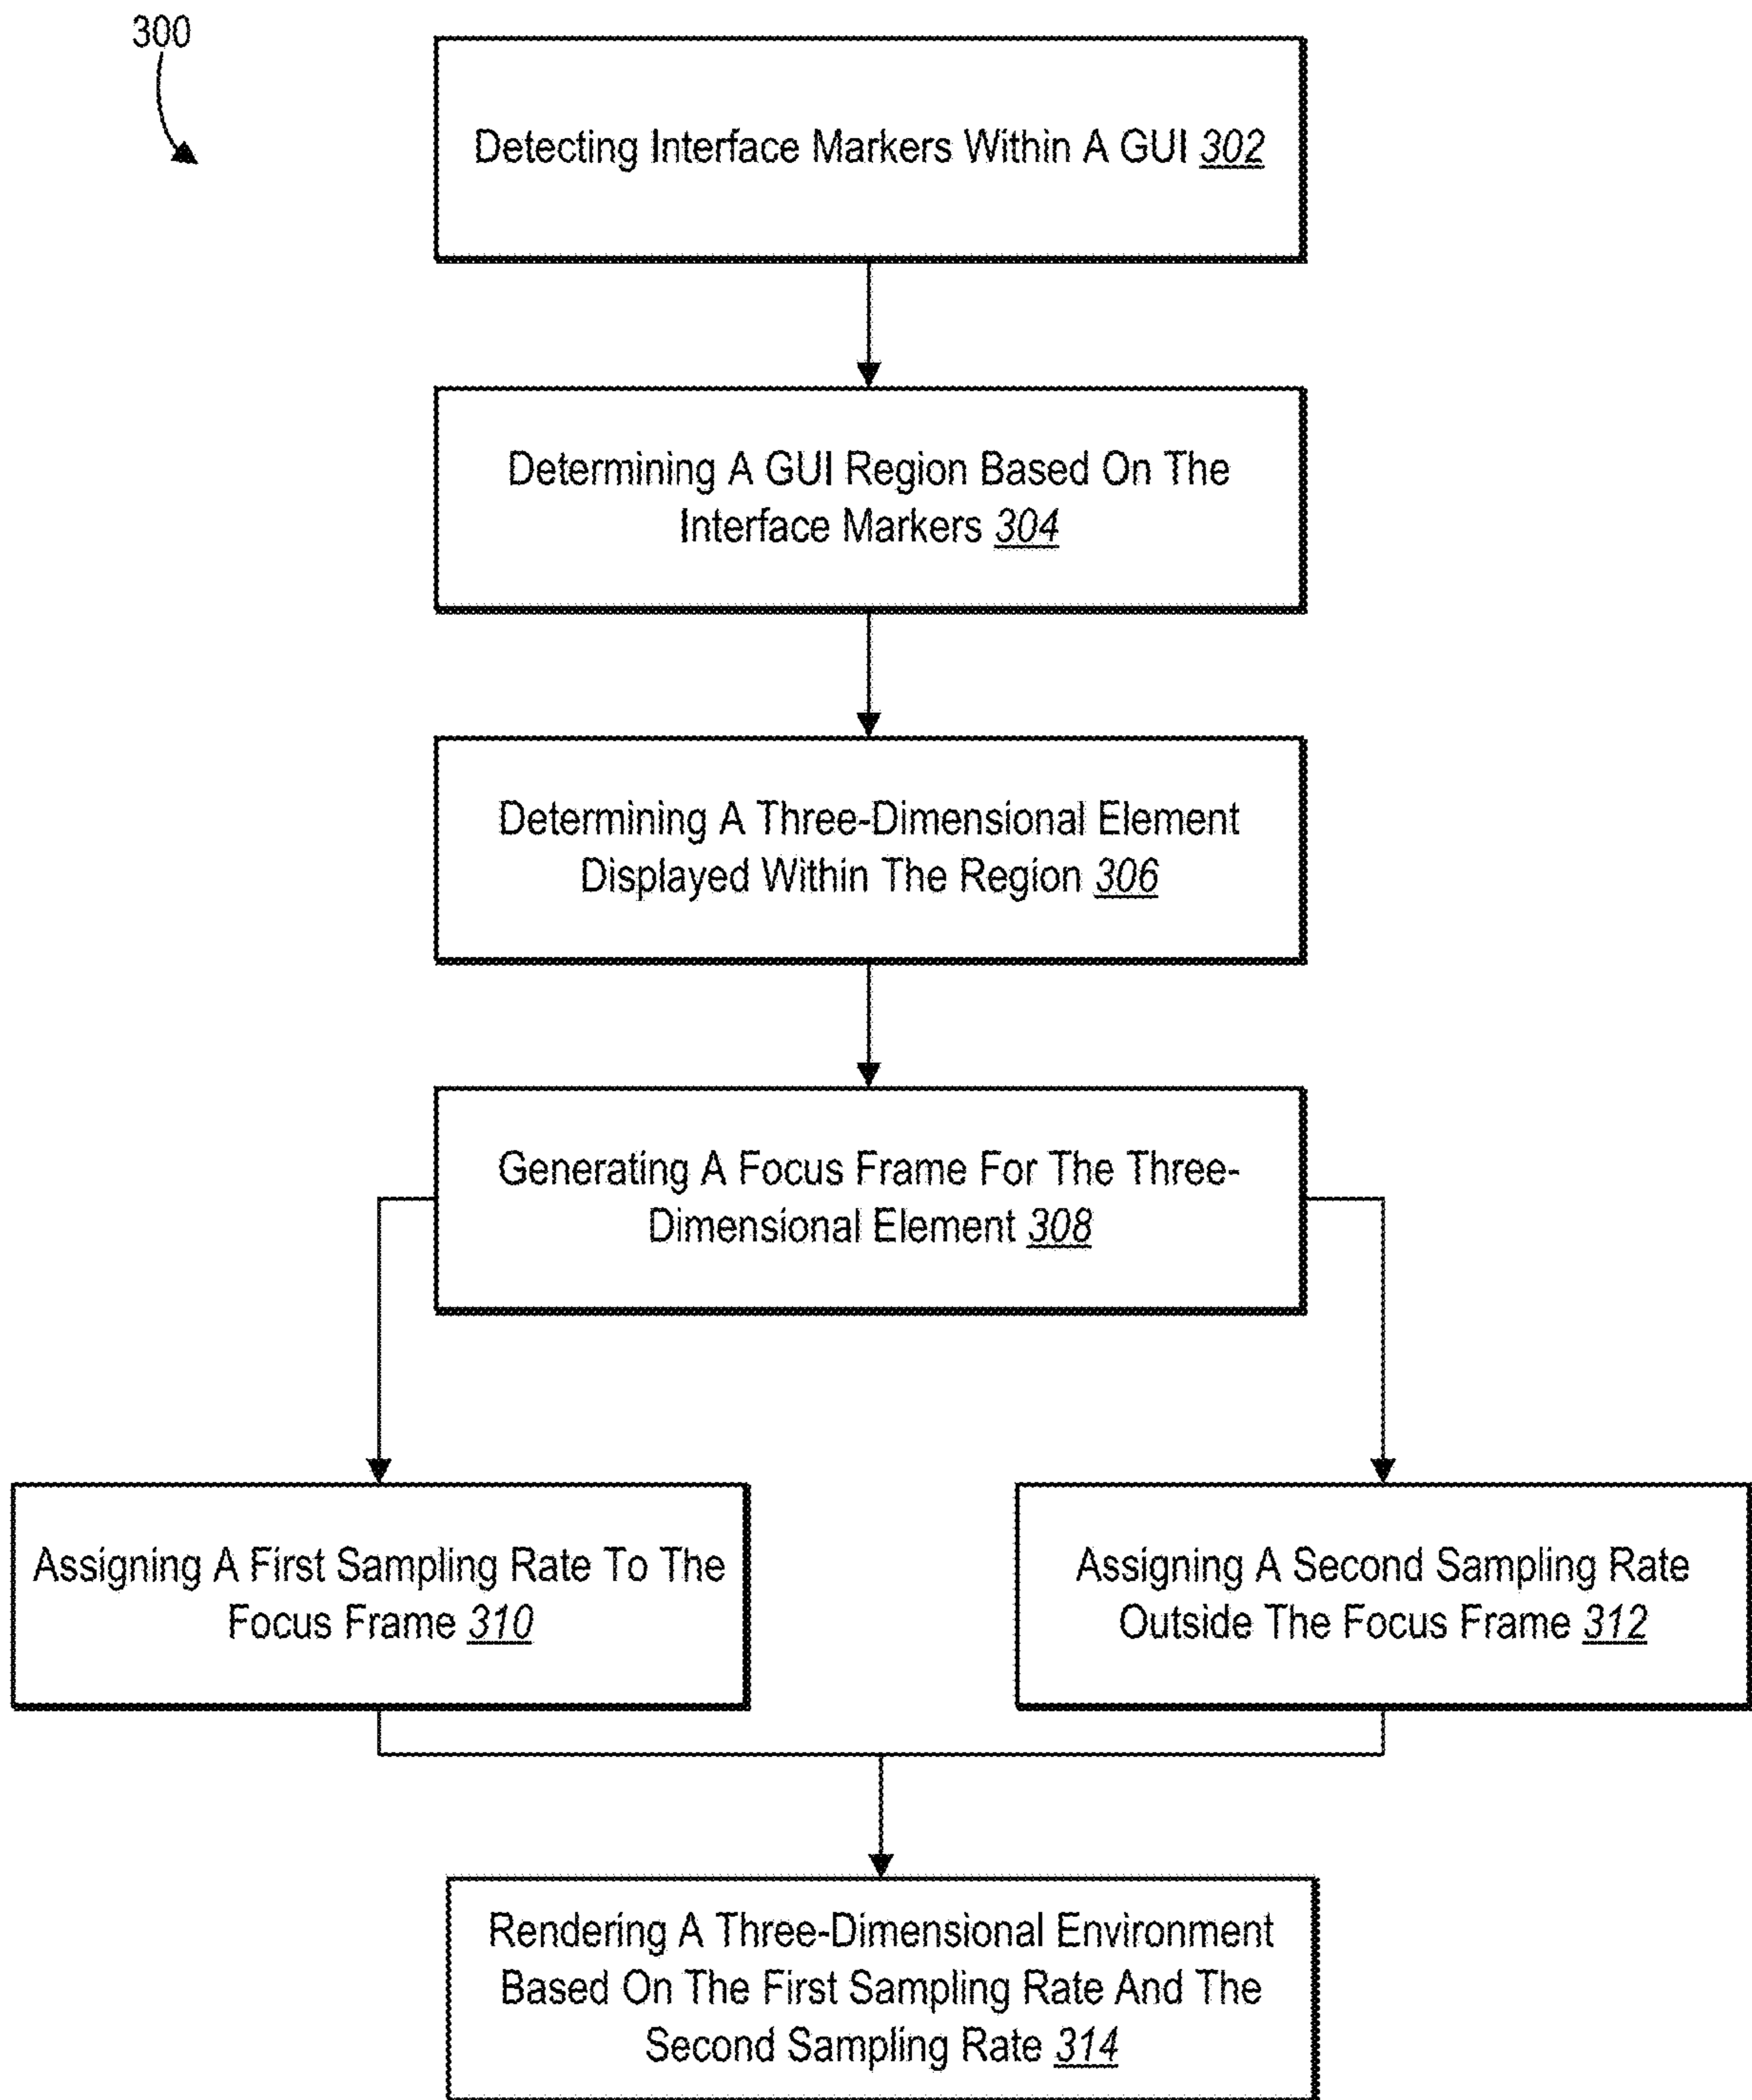 300
Detecting Interface Markers Within A GUI 302
Determining A GUI Region Based On The
Interface Markers 304
Determining A Three-Dimensional Element
Displayed Within The Region 306
Generating A Focus Frame For The Three-
Dimensional Element 308
Assigning A First Sampling Rate To The
Focus Frame 310
Assigning A Second Sampling Rate
Outside The Focus Frame 312
Rendering A Three-Dimensional Environment
Based On The First Sampling Rate And The
Second Sampling Rate 314